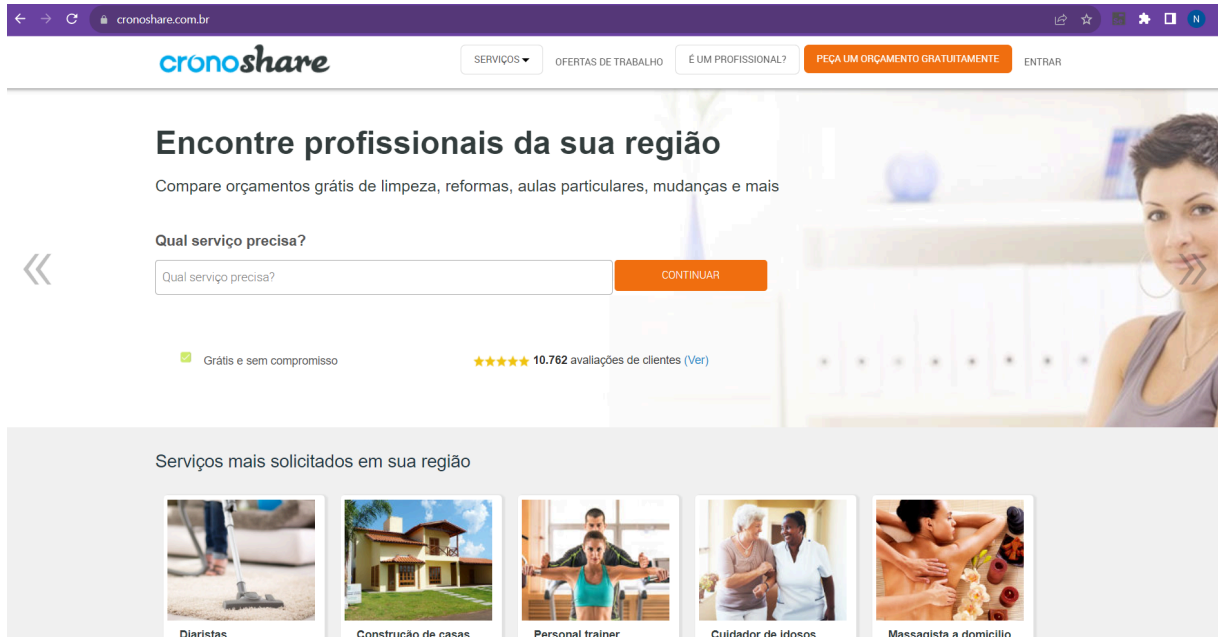 cronoshare.com.br
N
cronoshare
SERVIÇOS
OFERTAS DE TRABALHO
É UM PROFISSIONAL?
PEÇA UM ORÇAMENTO GRATUITAMENTE
ENTRAR
Encontre profissionais da sua região
Compare orçamentos grátis de limpeza, reformas, aulas particulares, mudanças e mais
Qual serviço precisa?
Qual serviço precisa?
CONTINUAR
Grátis e sem compromisso
10.762 avaliações de clientes (Ver)
Serviços mais solicitados em sua região
Diaristas
Construção de casas
Personal trainer
Cuidador de idosos
Massagista a domicilio